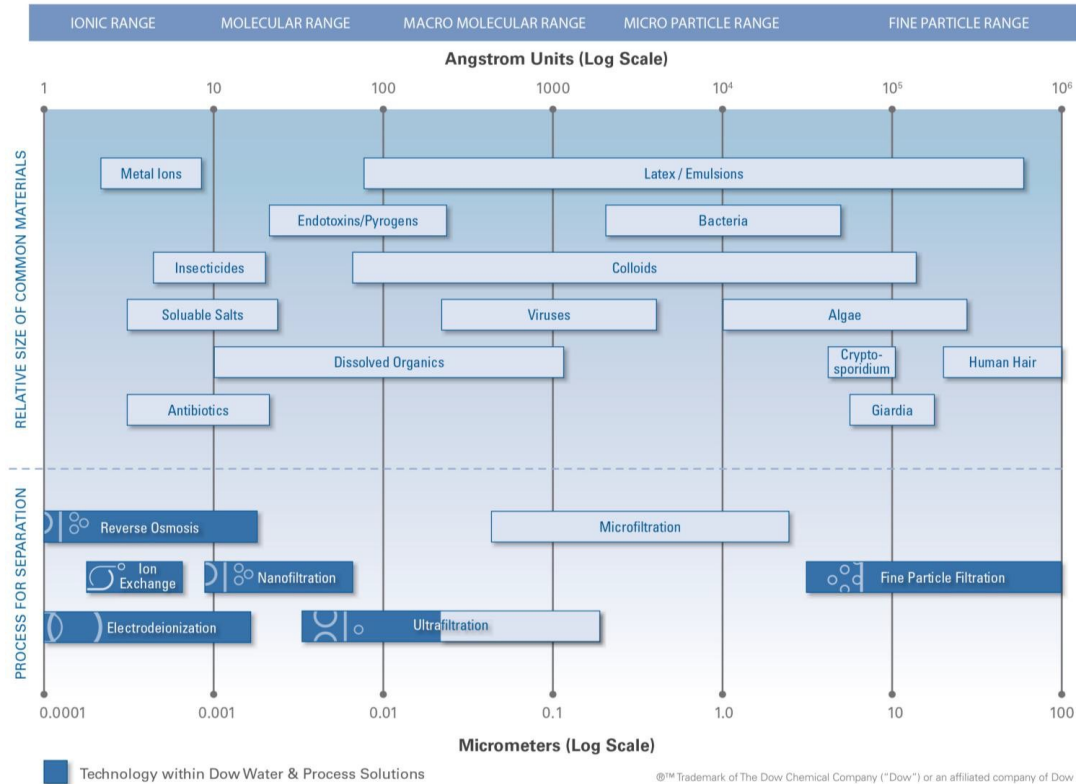 IONIC RANGE MOLECULAR RANGE MACRO MOLECULAR RANGE MICRO PARTICLE RANGE FINE PARTICLE RANGE
Angstrom Units (Log Scale)
1 10 100 1000 10⁴ 10⁵ 10⁶
RELATIVE SIZE OF COMMON MATERIALS
Metal Ions Latex / Emulsions
Endotoxins/Pyrogens Bacteria
Insecticides Colloids
Soluable Salts Viruses Algae
Dissolved Organics
Crypto-
sporidium
Human Hair
Antibiotics Giardia
PROCESS FOR SEPARATION
Reverse Osmosis Microfiltration
Ion
Exchange
Nanofiltration Fine Particle Filtration
Electrodeionization Ultrafiltration
0.0001 0.001 0.01 0.1 1.0 10 100
Micrometers (Log Scale)
Technology within Dow Water & Process Solutions
®™ Trademark of The Dow Chemical Company ("Dow") or an affiliated company of Dow